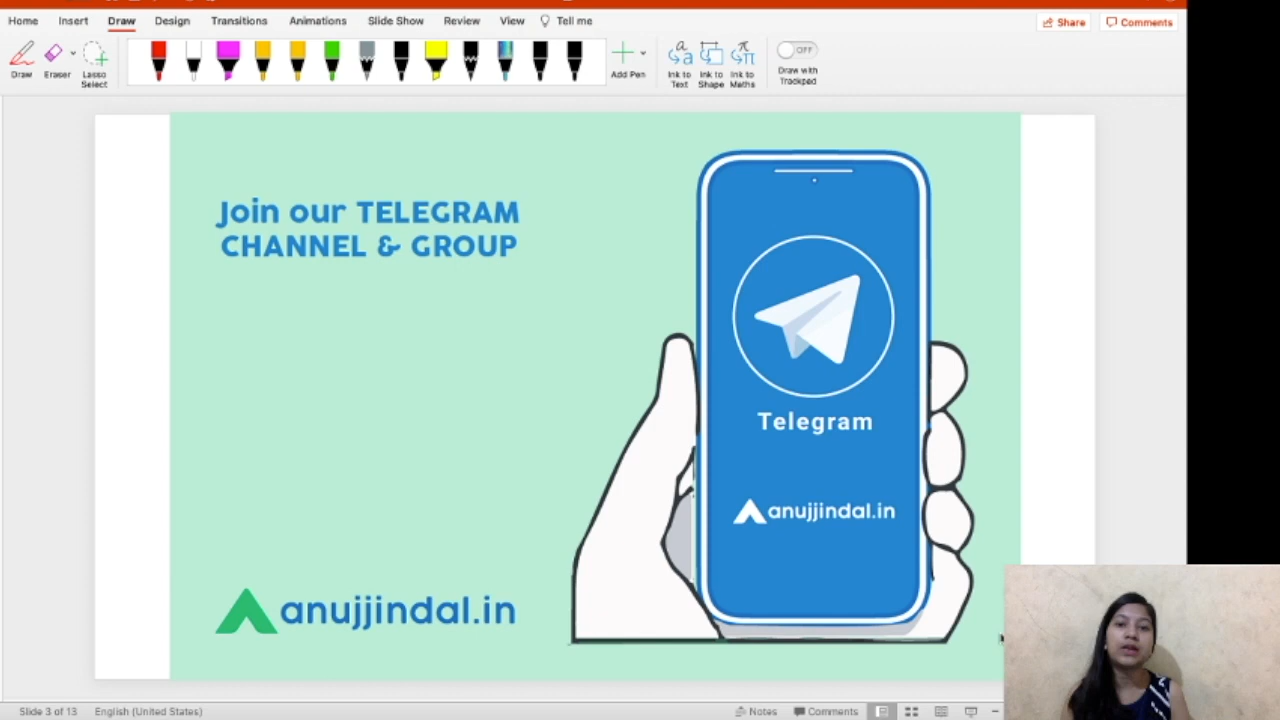 Home Insert Draw Design Transitions Animations Slide Show Review View Tell me Share Comments
OFF
Draw Eraser Lasso Select Add Pen Ink to Text Ink to Shape Ink to Maths Draw with Trackpad
Join our TELEGRAM
CHANNEL & GROUP
Telegram
anujjindal.in
anujjindal.in
Slide 3 of 13 English (United States) Notes Comments